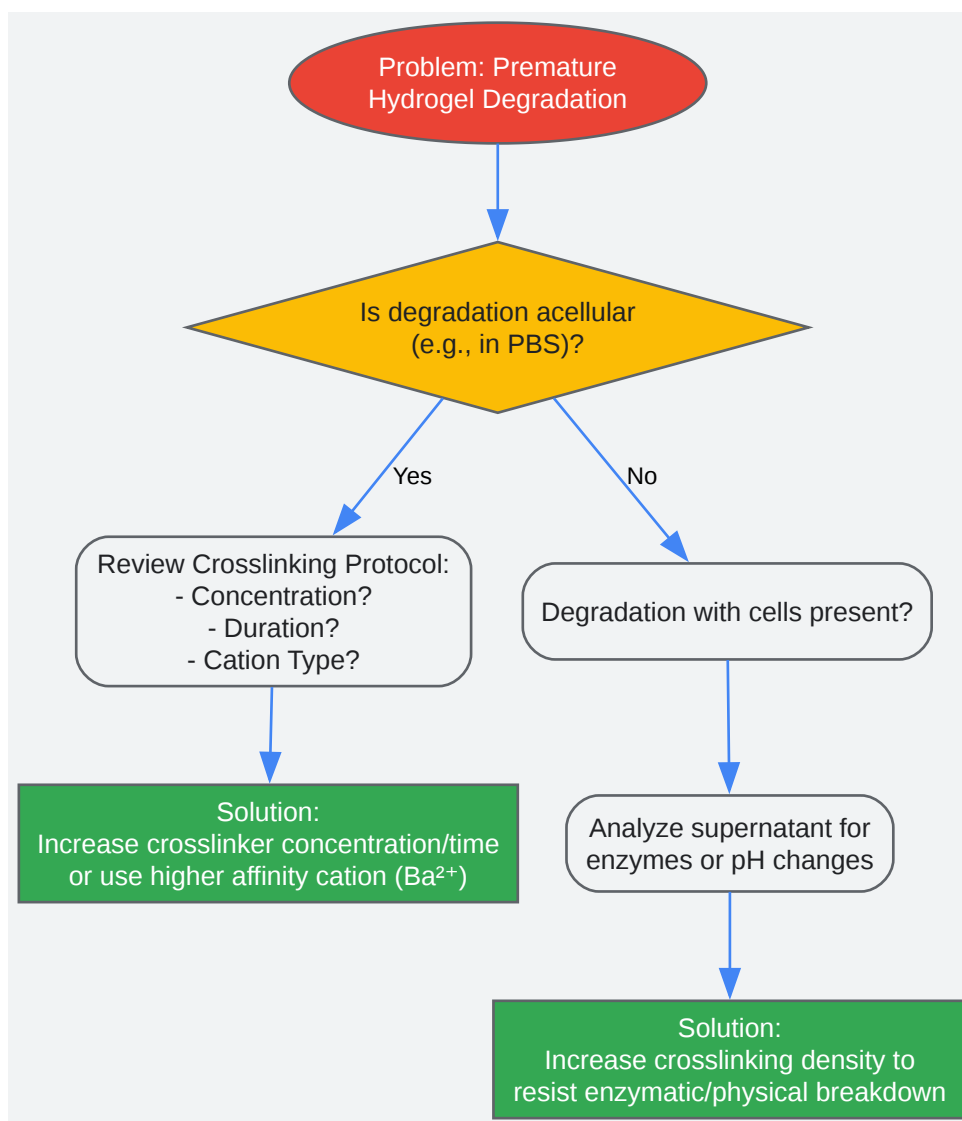 Problem: Premature
Hydrogel Degradation
Is degradation acellular
(e.g., in PBS)?
Yes
No
Review Crosslinking Protocol:
- Concentration?
- Duration?
- Cation Type?
Degradation with cells present?
Solution:
Increase crosslinker concentration/time
or use higher affinity cation (Ba²⁺)
Analyze supernatant for
enzymes or pH changes
Solution:
Increase crosslinking density to
resist enzymatic/physical breakdown